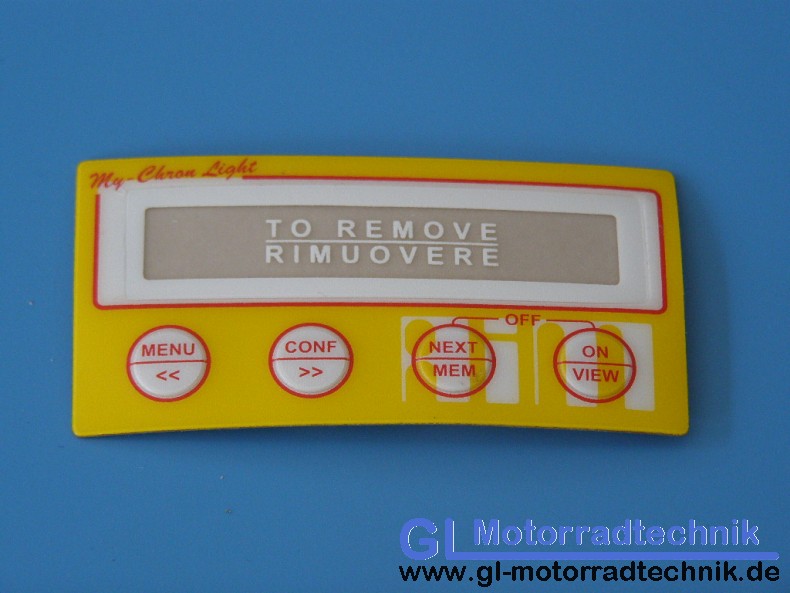 My-Chron Light
TO REMOVE
RIMUOVERE
OFF
MENU
<<
CONF
>>
NEXT
MEM
ON
VIEW
aim
GL Motorradtechnik
www.gl-motorradtechnik.de